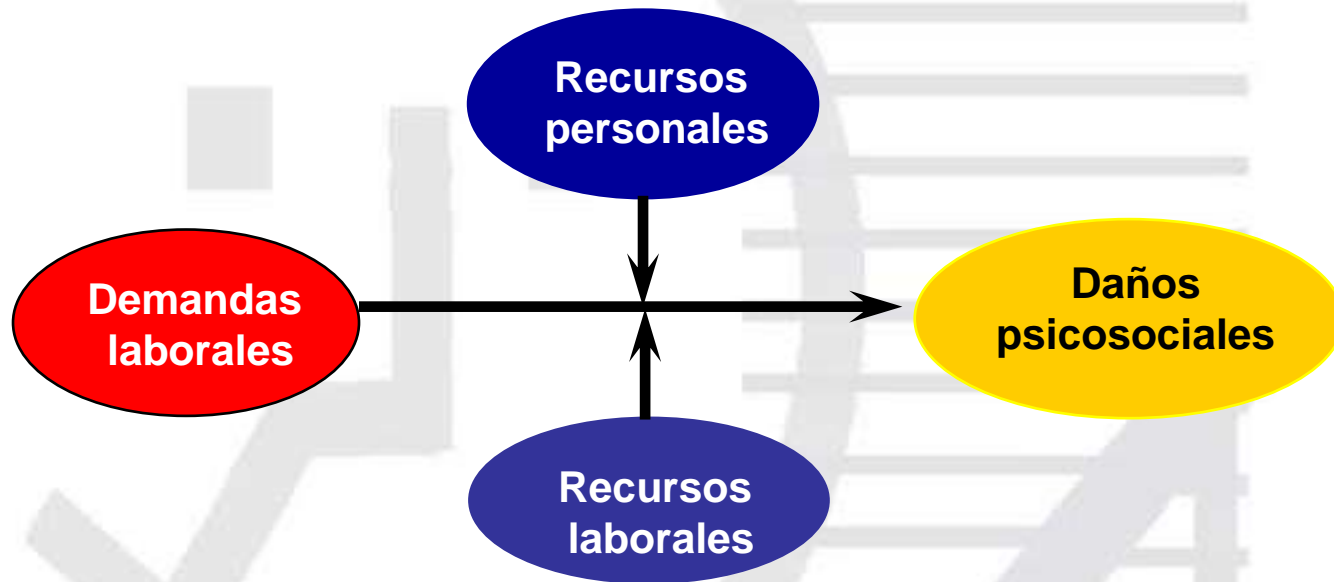 Recursos
personales
Demandas
laborales
Daños
psicosociales
Recursos
laborales